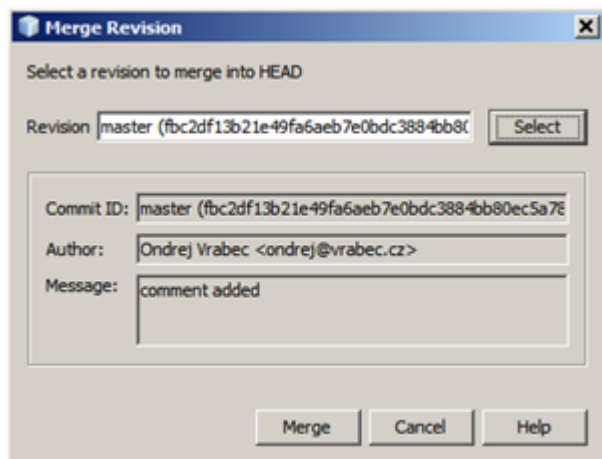 Merge Revision
Select a revision to merge into HEAD
Revision master (fbc2df13b21e49fa6aeb7e0bdc3884bb80( Select
Commit ID: master (fbc2df13b21e49fa6aeb7e0bdc3884bb80ec5a78
Author: Ondrej Vrabec <ondrej@vrabec.cz>
Message: comment added
Merge Cancel Help